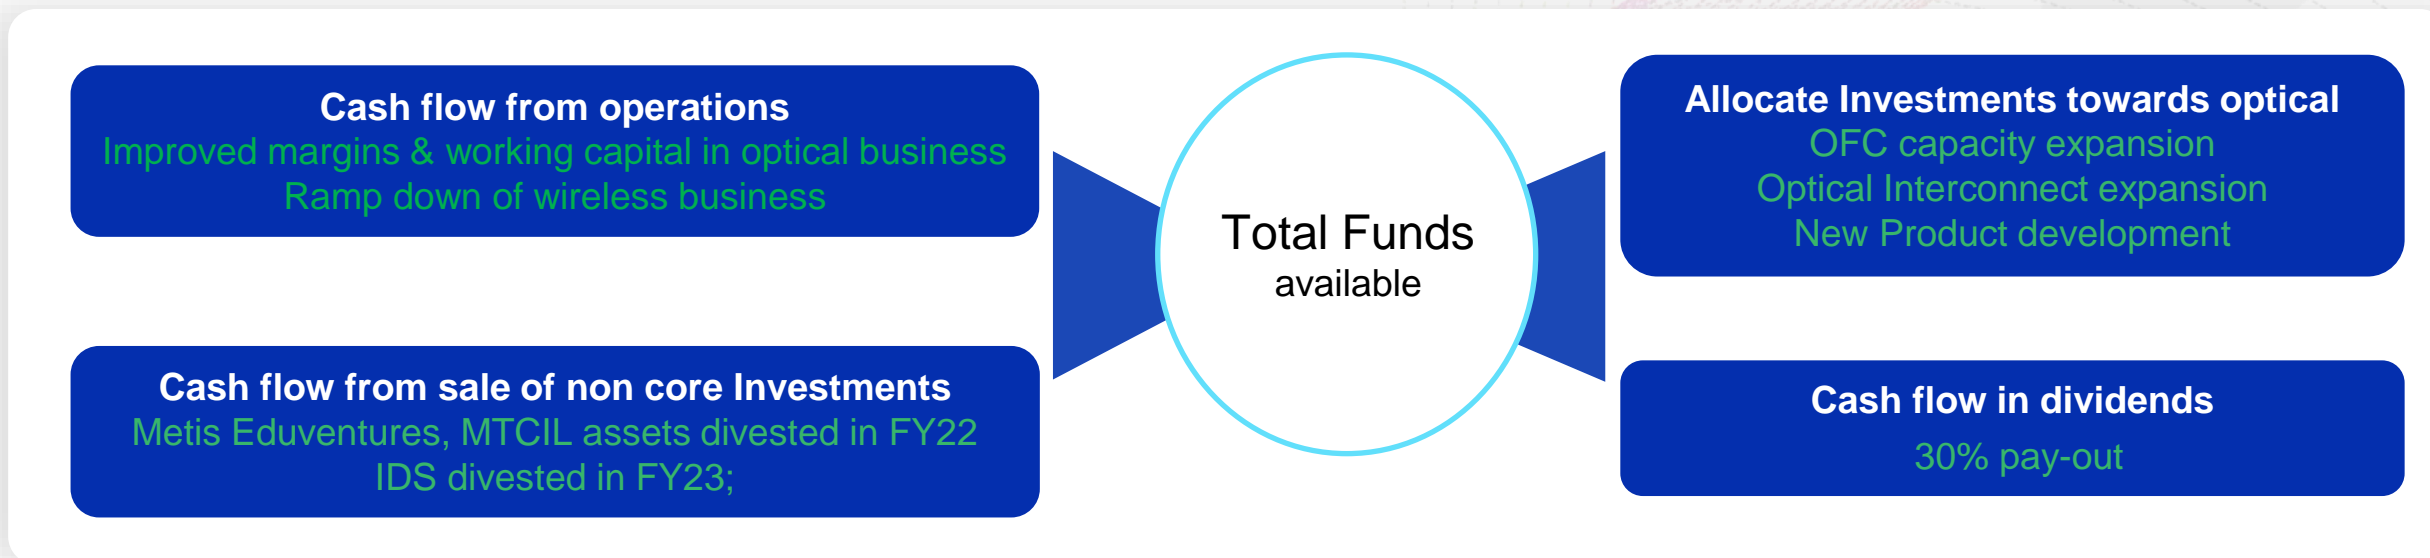 Cash flow from operations
Improved margins & working capital in optical business
Ramp down of wireless business
Cash flow from sale of non core Investments
Metis Eduventures, MTCIL assets divested in FY22
IDS divested in FY23;
Total Funds
available
Allocate Investments towards optical
OFC capacity expansion
Optical Interconnect expansion
New Product development
Cash flow in dividends
30% pay-out